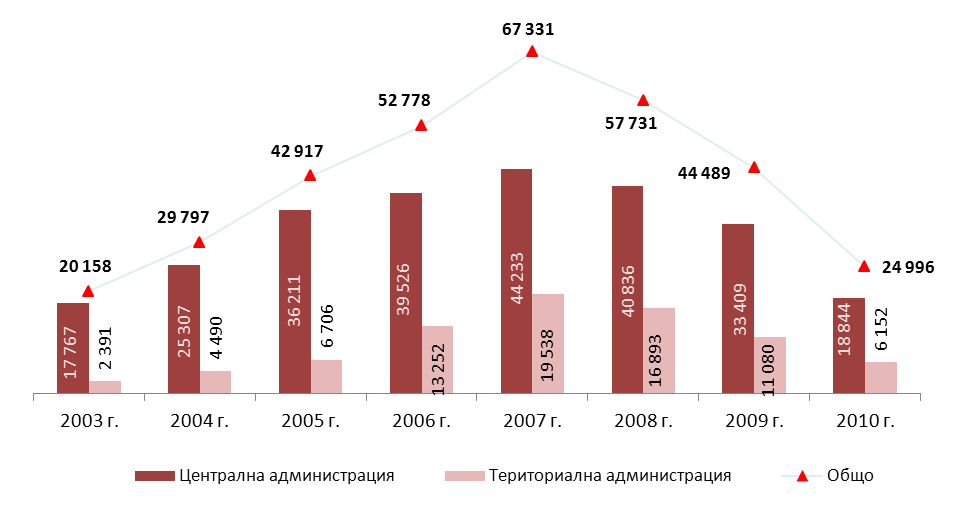 67 331
52 778
57 731
42 917
44 489
29 797
20 158
24 996
17 767
2 391
25 307
4 490
36 211
6 706
39 526
13 252
44 233
19 538
40 836
16 893
33 409
11 080
18 844
6 152
2003 г.
2004 г.
2005 г.
2006 г.
2007 г.
2008 г.
2009 г.
2010 г.
Централна администрация
Териториална администрация
Общо